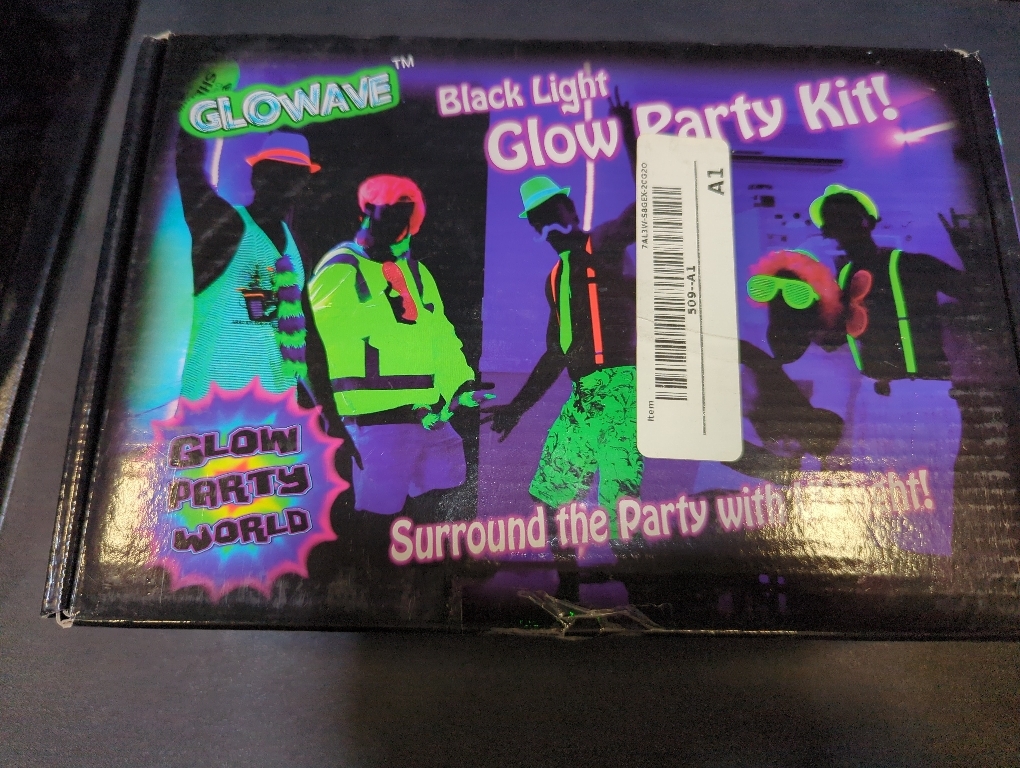 GLOWAVE™
Black Light
Glow Party Kit!
A1
509--A1
Item
GLOW
PARTY
WORLD
Surround the Party with